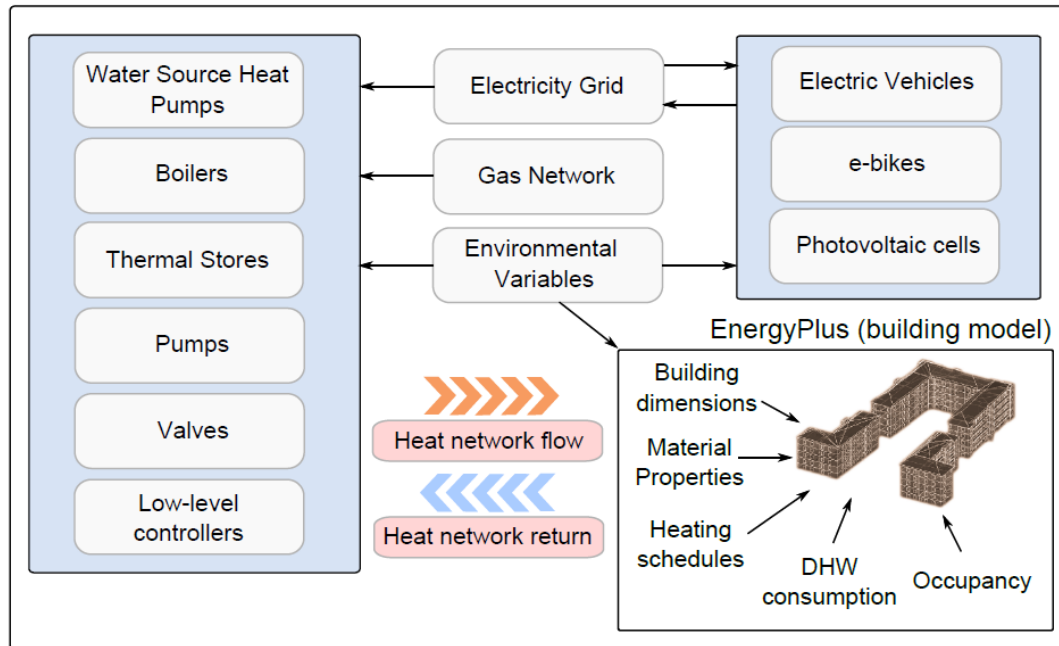 Water Source Heat
Pumps
Boilers
Thermal Stores
Pumps
Valves
Low-level
controllers
Electricity Grid
Gas Network
Environmental
Variables
Heat network flow
Heat network return
Electric Vehicles
e-bikes
Photovoltaic cells
EnergyPlus (building model)
Building
dimensions
Material
Properties
Heating
schedules
DHW
consumption
Occupancy